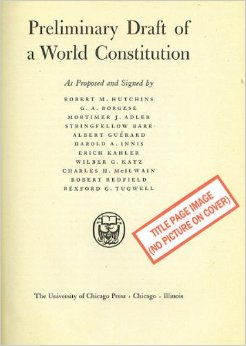 Preliminary Draft of
a World Constitution
As Proposed and Signed by
ROBERT M. HUTCHINS
G. A. BORGESE
MORTIMER J. ADLER
STRINGFELLOW BARR
ALBERT GUÉRARD
HAROLD A. INNIS
ERICH KAHLER
WILBER G. KATZ
CHARLES H. McILWAIN
ROBERT REDFIELD
REXFORD G. TUGWELL
TITLE PAGE IMAGE
(NO PICTURE ON COVER)
The University of Chicago Press · Chicago · Illinois